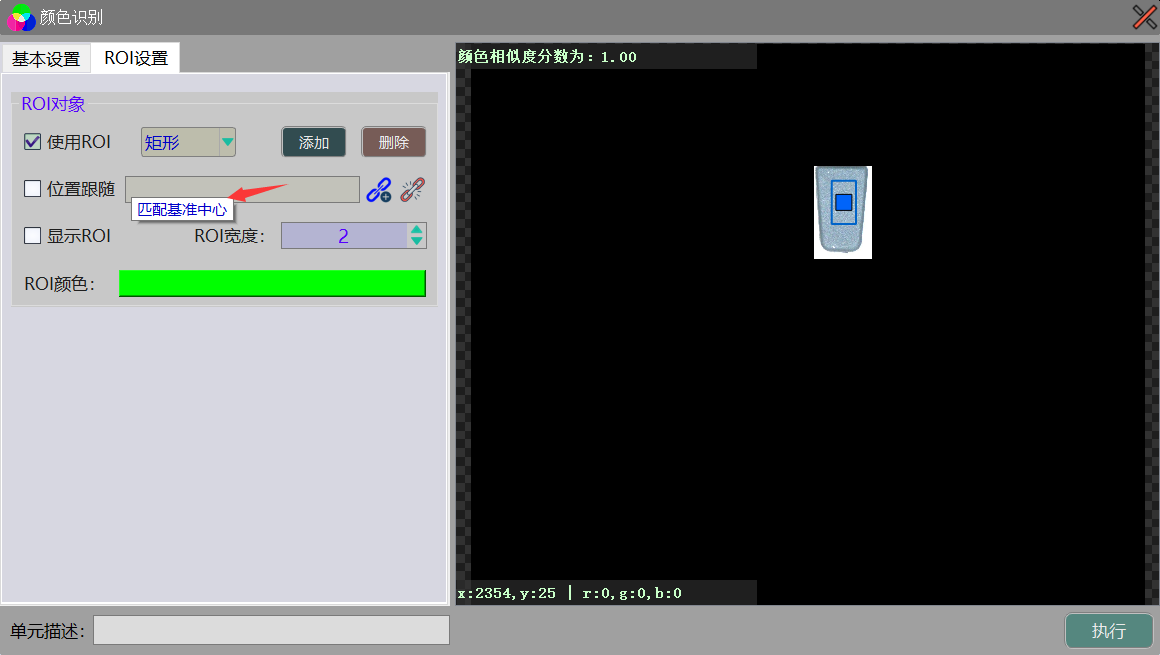 颜色识别
基本设置 ROI设置
ROI对象
使用ROI 矩形 添加 删除
位置跟随
匹配基准中心
显示ROI ROI宽度: 2
ROI颜色:
颜色相似度分数为: 1.00
x:2354,y:25 | r:0,g:0,b:0
单元描述: 执行